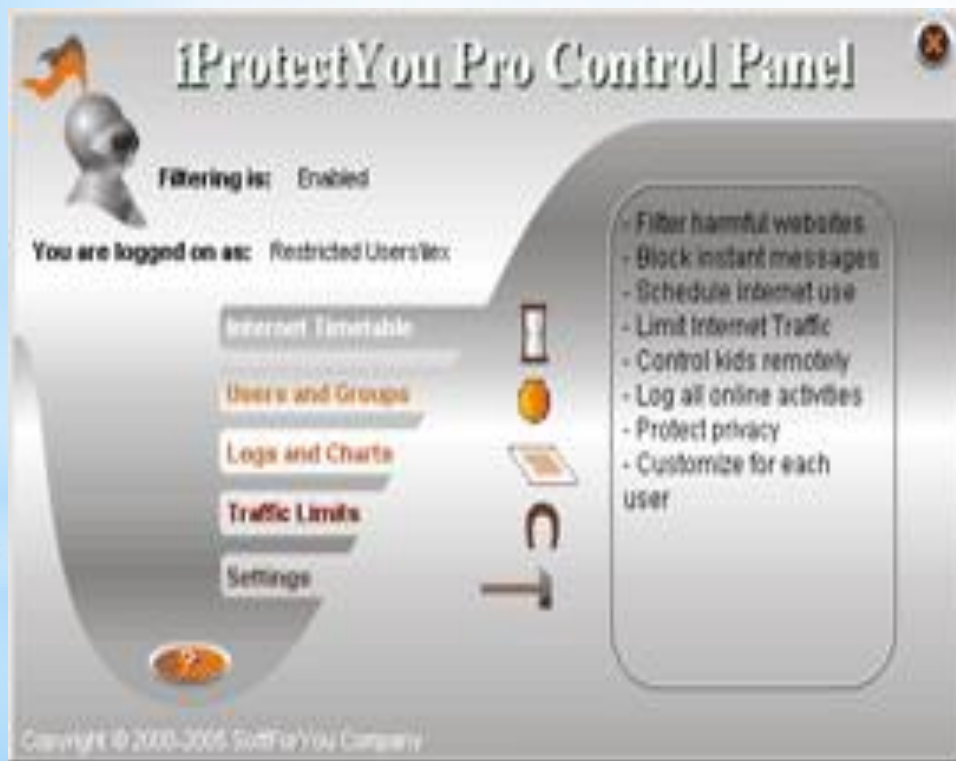 iProtectYou Pro Control Panel
Filtering is: Enabled
You are logged on as: Restricted Users\
Internet Timetable
Users and Groups
Logs and Charts
Traffic Limits
Settings
?
- Filter harmful websites
- Block instant messages
- Schedule Internet use
- Limit Internet Traffic
- Control kids remotely
- Log all online activities
- Protect privacy
- Customize for each
user
Copyright © 2000-2005 SoftForYou Company